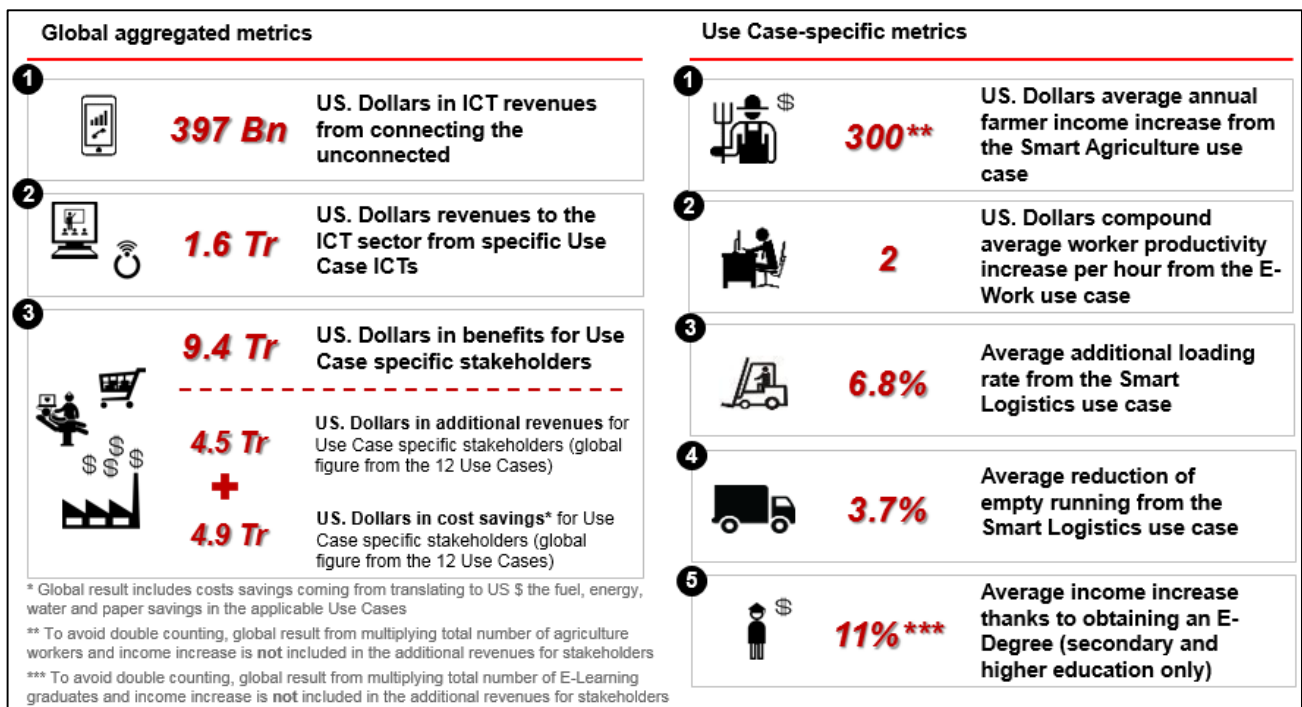 Global aggregated metrics
1
397 Bn
US. Dollars in ICT revenues
from connecting the
unconnected
2
1.6 Tr
US. Dollars revenues to the
ICT sector from specific Use
Case ICTs
3
9.4 Tr
US. Dollars in benefits for Use
Case specific stakeholders
4.5 Tr
US. Dollars in additional revenues for
Use Case specific stakeholders (global
figure from the 12 Use Cases)
+
4.9 Tr
US. Dollars in cost savings* for Use
Case specific stakeholders (global
figure from the 12 Use Cases)
$ $ $ $
* Global result includes costs savings coming from translating to US $ the fuel, energy,
water and paper savings in the applicable Use Cases
** To avoid double counting, global result from multiplying total number of agriculture
workers and income increase is not included in the additional revenues for stakeholders
*** To avoid double counting, global result from multiplying total number of E-Learning
graduates and income increase is not included in the additional revenues for stakeholders
Use Case-specific metrics
1
$
300**
US. Dollars average annual
farmer income increase from
the Smart Agriculture use
case
2
2
US. Dollars compound
average worker productivity
increase per hour from the E-
Work use case
3
6.8%
Average additional loading
rate from the Smart
Logistics use case
4
3.7%
Average reduction of
empty running from the
Smart Logistics use case
5
$
11%***
Average income increase
thanks to obtaining an E-
Degree (secondary and
higher education only)